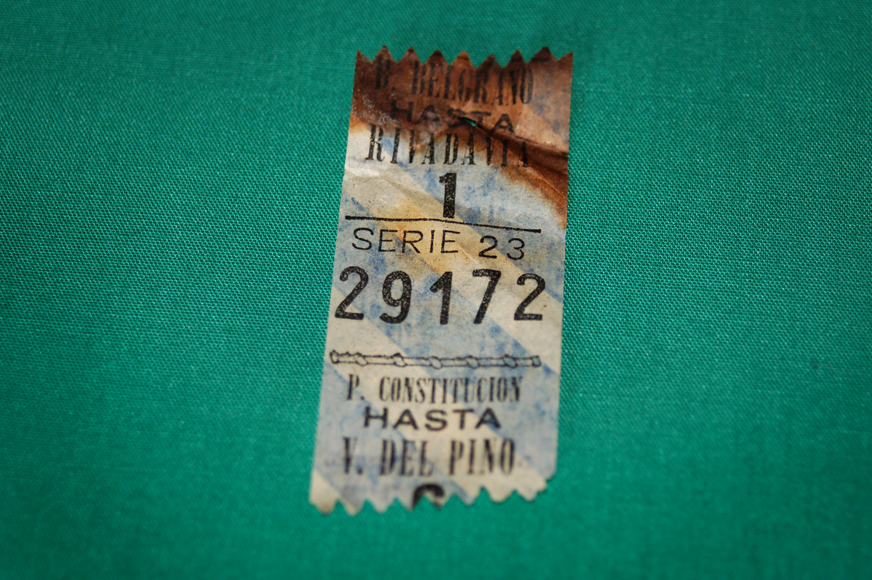 B. BELGRANO
HASTA
RIVADAVIA
1
SERIE 23
29172
P. CONSTITUCION
HASTA
V. DEL PINO